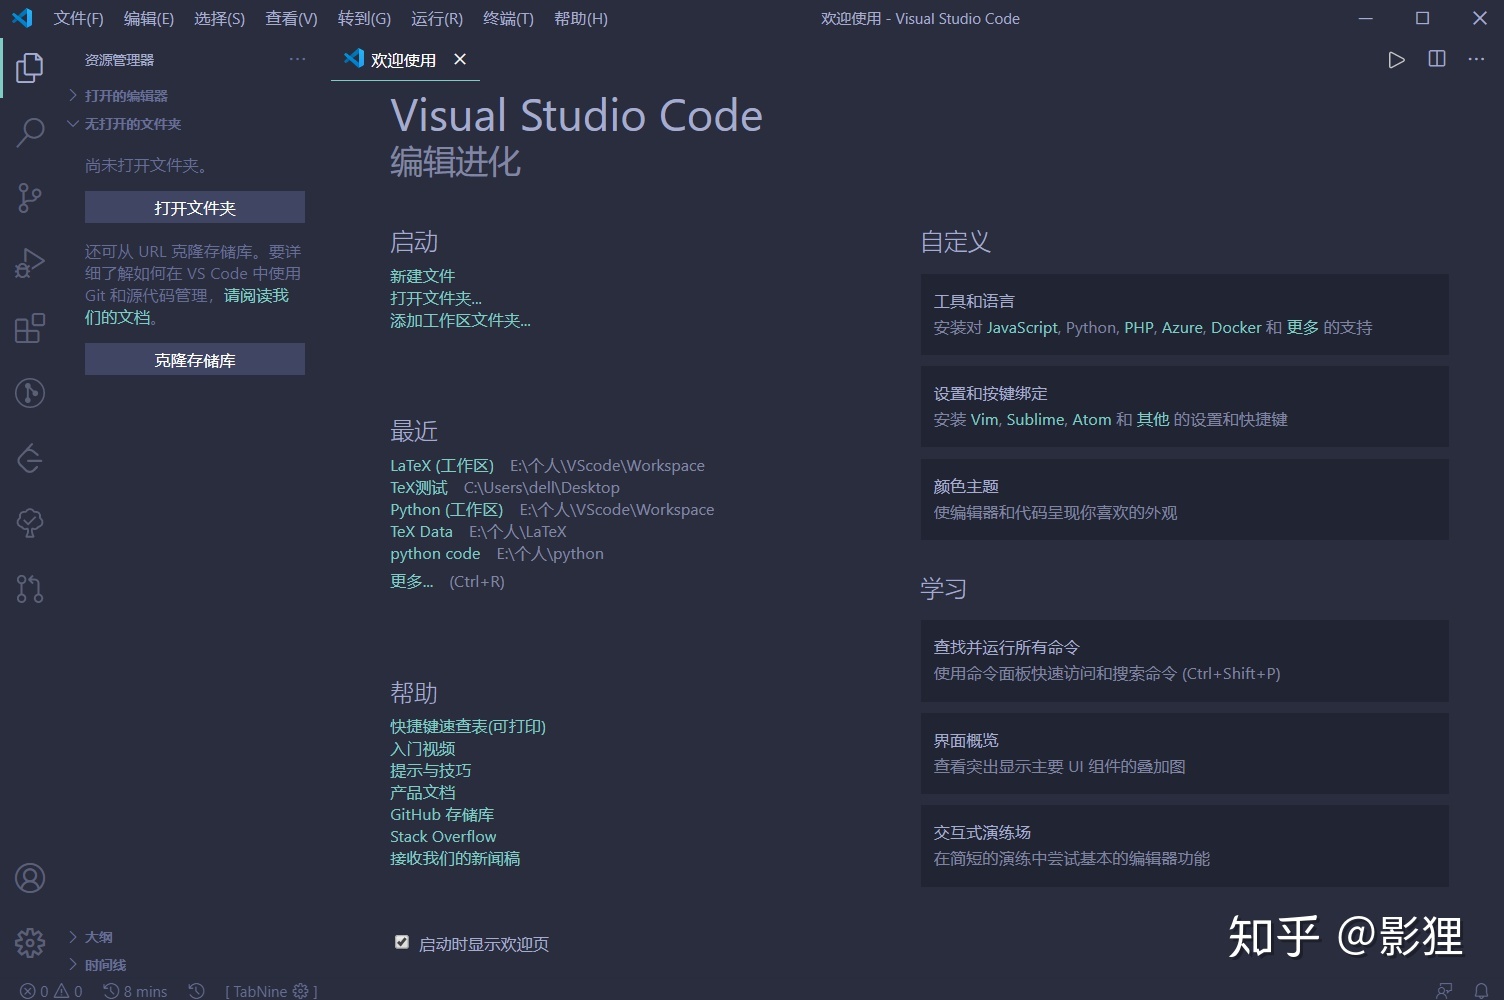 文件(F) 编辑(E) 选择(S) 查看(V) 转到(G) 运行(R) 终端(T) 帮助(H) 欢迎使用 - Visual Studio Code
资源管理器
打开的编辑器
无打开的文件夹
尚未打开文件夹。
打开文件夹
还可从 URL 克隆存储库。要详
细了解如何在 VS Code 中使用
Git 和源代码管理，请阅读我
们的文档。
克隆存储库
大纲
时间线
欢迎使用
Visual Studio Code
编辑进化
启动
新建文件
打开文件夹...
添加工作区文件夹...
最近
LaTeX (工作区) E:\个人\VScode\Workspace
TeX测试 C:\Users\dell\Desktop
Python (工作区) E:\个人\VScode\Workspace
TeX Data E:\个人\LaTeX
python code E:\个人\python
更多... (Ctrl+R)
帮助
快捷键速查表(可打印)
入门视频
提示与技巧
产品文档
GitHub 存储库
Stack Overflow
接收我们的新闻稿
启动时显示欢迎页
自定义
工具和语言
安装对 JavaScript, Python, PHP, Azure, Docker 和 更多 的支持
设置和按键绑定
安装 Vim, Sublime, Atom 和 其他 的设置和快捷键
颜色主题
使编辑器和代码呈现你喜欢的外观
学习
查找并运行所有命令
使用命令面板快速访问和搜索命令 (Ctrl+Shift+P)
界面概览
查看突出显示主要 UI 组件的叠加图
交互式演练场
在简短的演练中尝试基本的编辑器功能
知乎 @影狸
0 0 8 mins [ TabNine ]